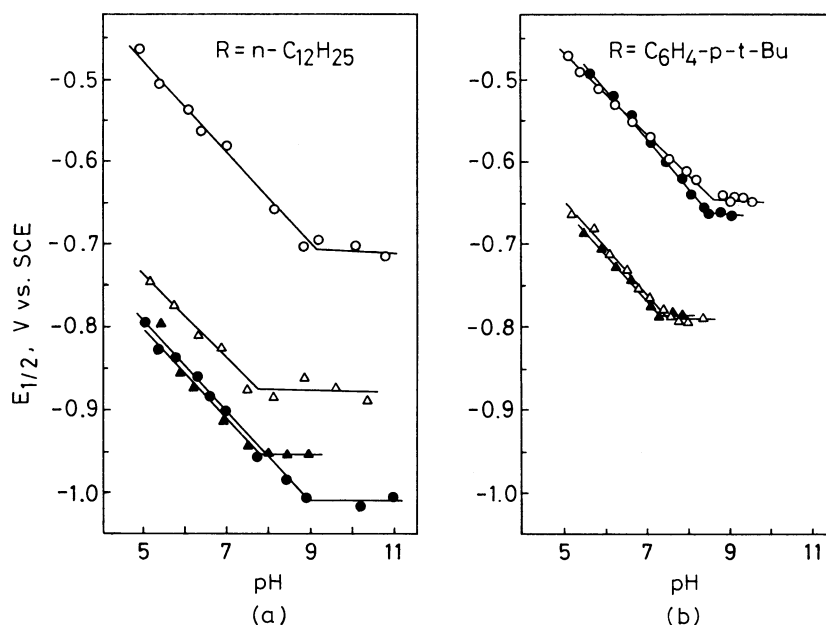 R = n - C12H25
-0.5
-0.6
-0.7
-0.8
-0.9
-1.0
E1/2, V vs. SCE
5 7 9 11
pH
(a)
R = C6H4-p-t-Bu
-0.5
-0.6
-0.7
-0.8
-0.9
-1.0
5 7 9 11
pH
(b)